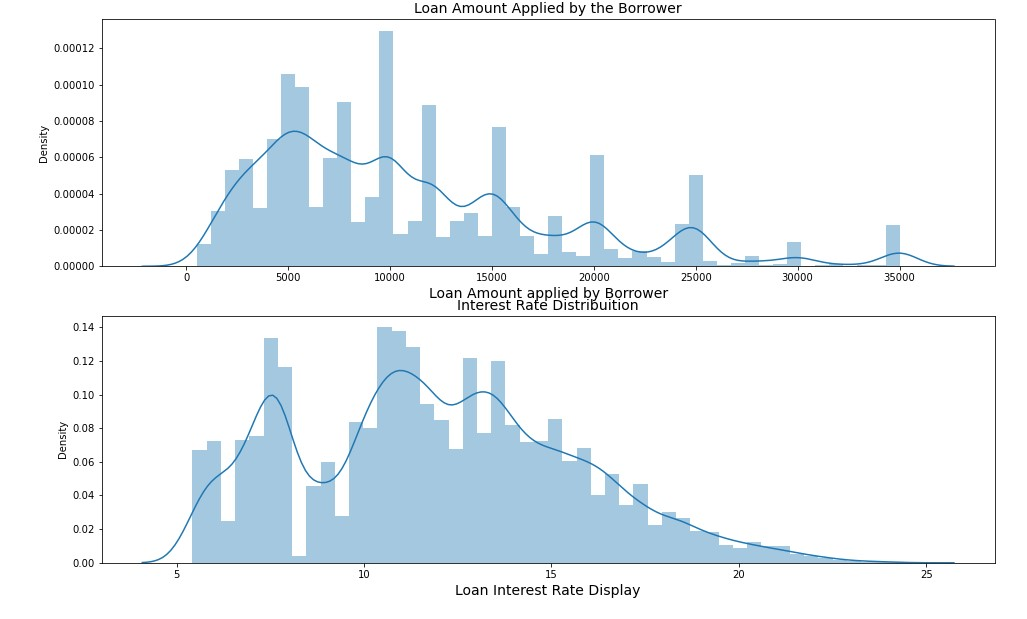 Loan Amount Applied by the Borrower
0.00012
0.00010
0.00008
0.00006
0.00004
0.00002
0.00000
Density
0 5000 10000 15000 20000 25000 30000 35000
Loan Amount applied by Borrower
Interest Rate Distribuition
0.14
0.12
0.10
0.08
0.06
0.04
0.02
0.00
Density
5 10 15 20 25
Loan Interest Rate Display